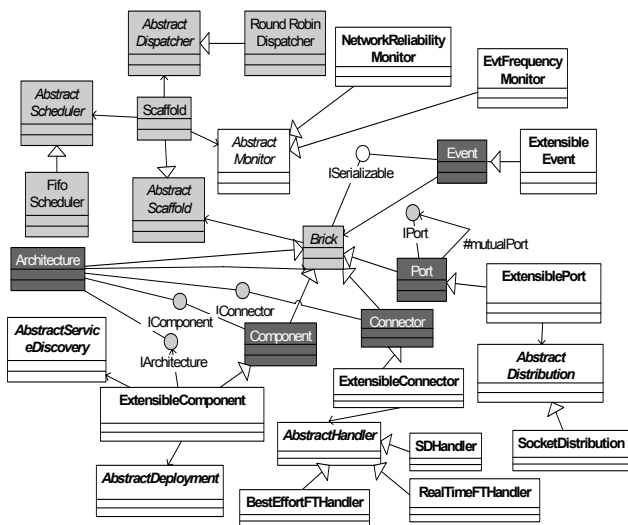 Abstract
Dispatcher
Round Robin
Dispatcher
NetworkReliability
Monitor
EvtFrequency
Monitor
Abstract
Scheduler
Scaffold
Abstract
Monitor
Event
Extensible
Event
ISerializable
Fifo
Scheduler
Abstract
Scaffold
Brick
IPort
#mutualPort
Architecture
Port
ExtensiblePort
IConnector
IComponent
Component
Connector
AbstractServic
eDiscovery
IArchitecture
Abstract
Distribution
ExtensibleComponent
ExtensibleConnector
AbstractHandler
SDHandler
SocketDistribution
AbstractDeployment
BestEffortFTHandler
RealTimeFTHandler